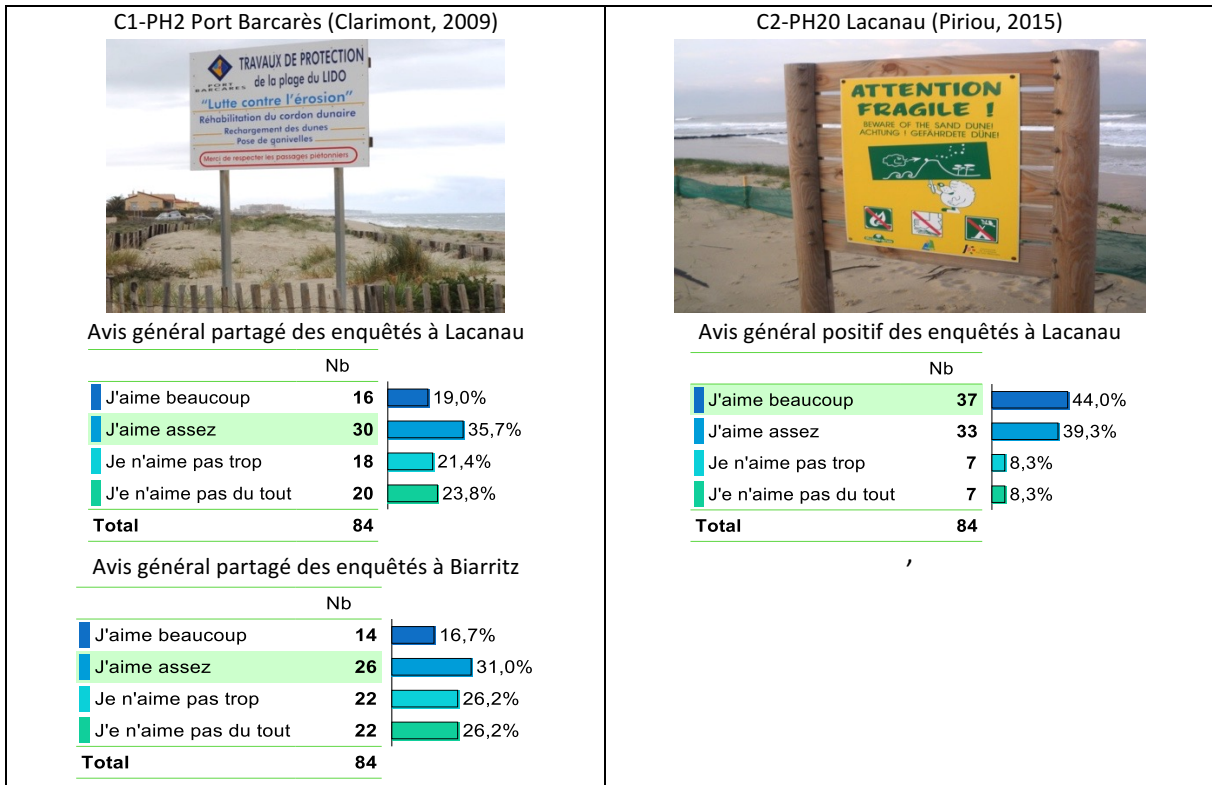 C1-PH2 Port Barcarès (Clarimont, 2009)
PORT
BARCARES
TRAVAUX DE PROTECTION
de la plage du LIDO
"Lutte contre l'érosion"
Réhabilitation du cordon dunaire
Rechargement des dunes
Pose de ganivelles
Merci de respecter les passages piétonniers
Avis général partagé des enquêtés à Lacanau
Nb
J'aime beaucoup 16 19,0%
J'aime assez 30 35,7%
Je n'aime pas trop 18 21,4%
J'e n'aime pas du tout 20 23,8%
Total 84
Avis général partagé des enquêtés à Biarritz
Nb
J'aime beaucoup 14 16,7%
J'aime assez 26 31,0%
Je n'aime pas trop 22 26,2%
J'e n'aime pas du tout 22 26,2%
Total 84
C2-PH20 Lacanau (Piriou, 2015)
ATTENTION
FRAGILE !
BEWARE OF THE SAND DUNE!
ACHTUNG ! GEFÄHRDETE DÜNE!
Avis général positif des enquêtés à Lacanau
Nb
J'aime beaucoup 37 44,0%
J'aime assez 33 39,3%
Je n'aime pas trop 7 8,3%
J'e n'aime pas du tout 7 8,3%
Total 84
,